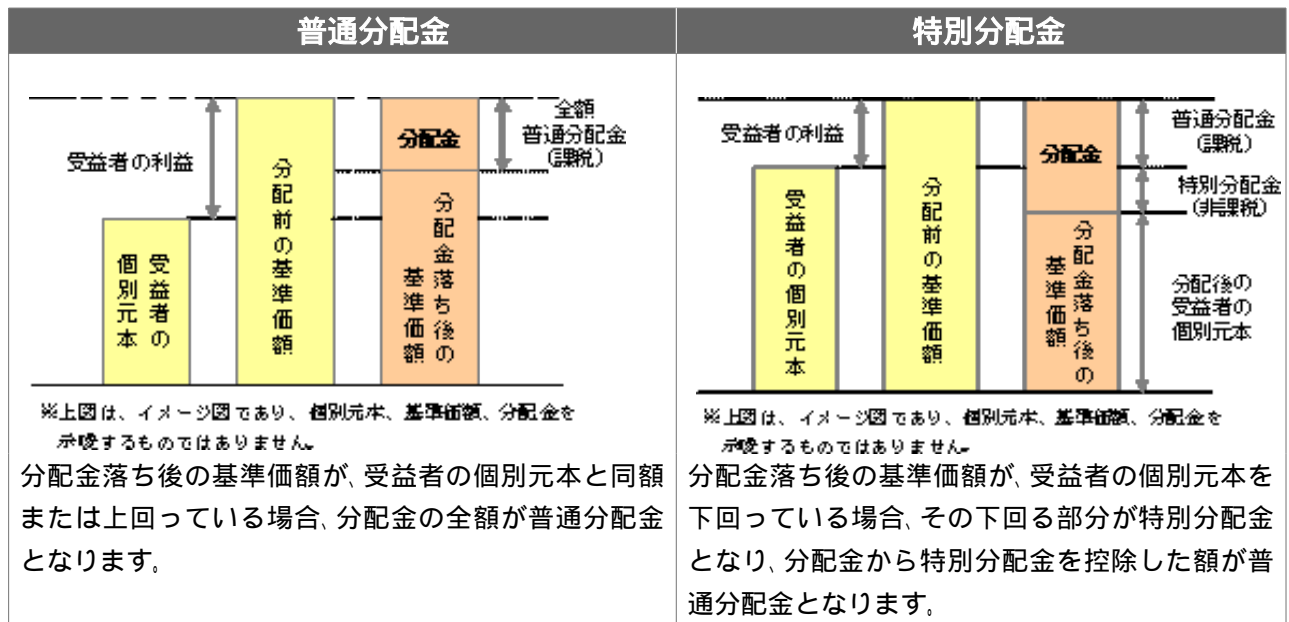 普通分配金
全額
普通分配金
(課税)
分配金
受益者の利益
分配前の基準価額
分配金落ち後の
基準価額
受益者の
個別元本
※上図は、イメージ図であり、個別元本、基準価額、分配金を
示唆するものではありません。
分配金落ち後の基準価額が、受益者の個別元本と同額
または上回っている場合、分配金の全額が普通分配金
となります。
特別分配金
受益者の利益
普通分配金
(課税)
分配金
特別分配金
(非課税)
受益者の個別元本
分配前の基準価額
分配金落ち後の
基準価額
分配後の
受益者の
個別元本
※上図は、イメージ図であり、個別元本、基準価額、分配金を
示唆するものではありません。
分配金落ち後の基準価額が、受益者の個別元本を
下回っている場合、その下回る部分が特別分配金
となり、分配金から特別分配金を控除した額が普
通分配金となります。